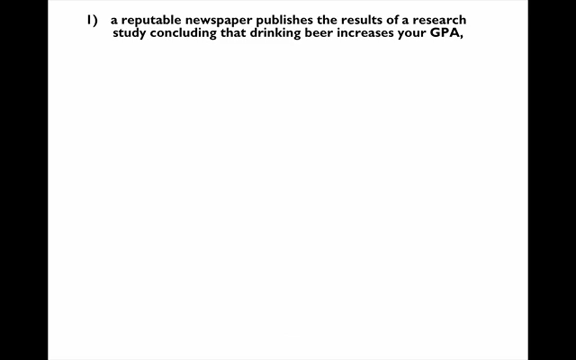 1) a reputable newspaper publishes the results of a research
study concluding that drinking beer increases your GPA,